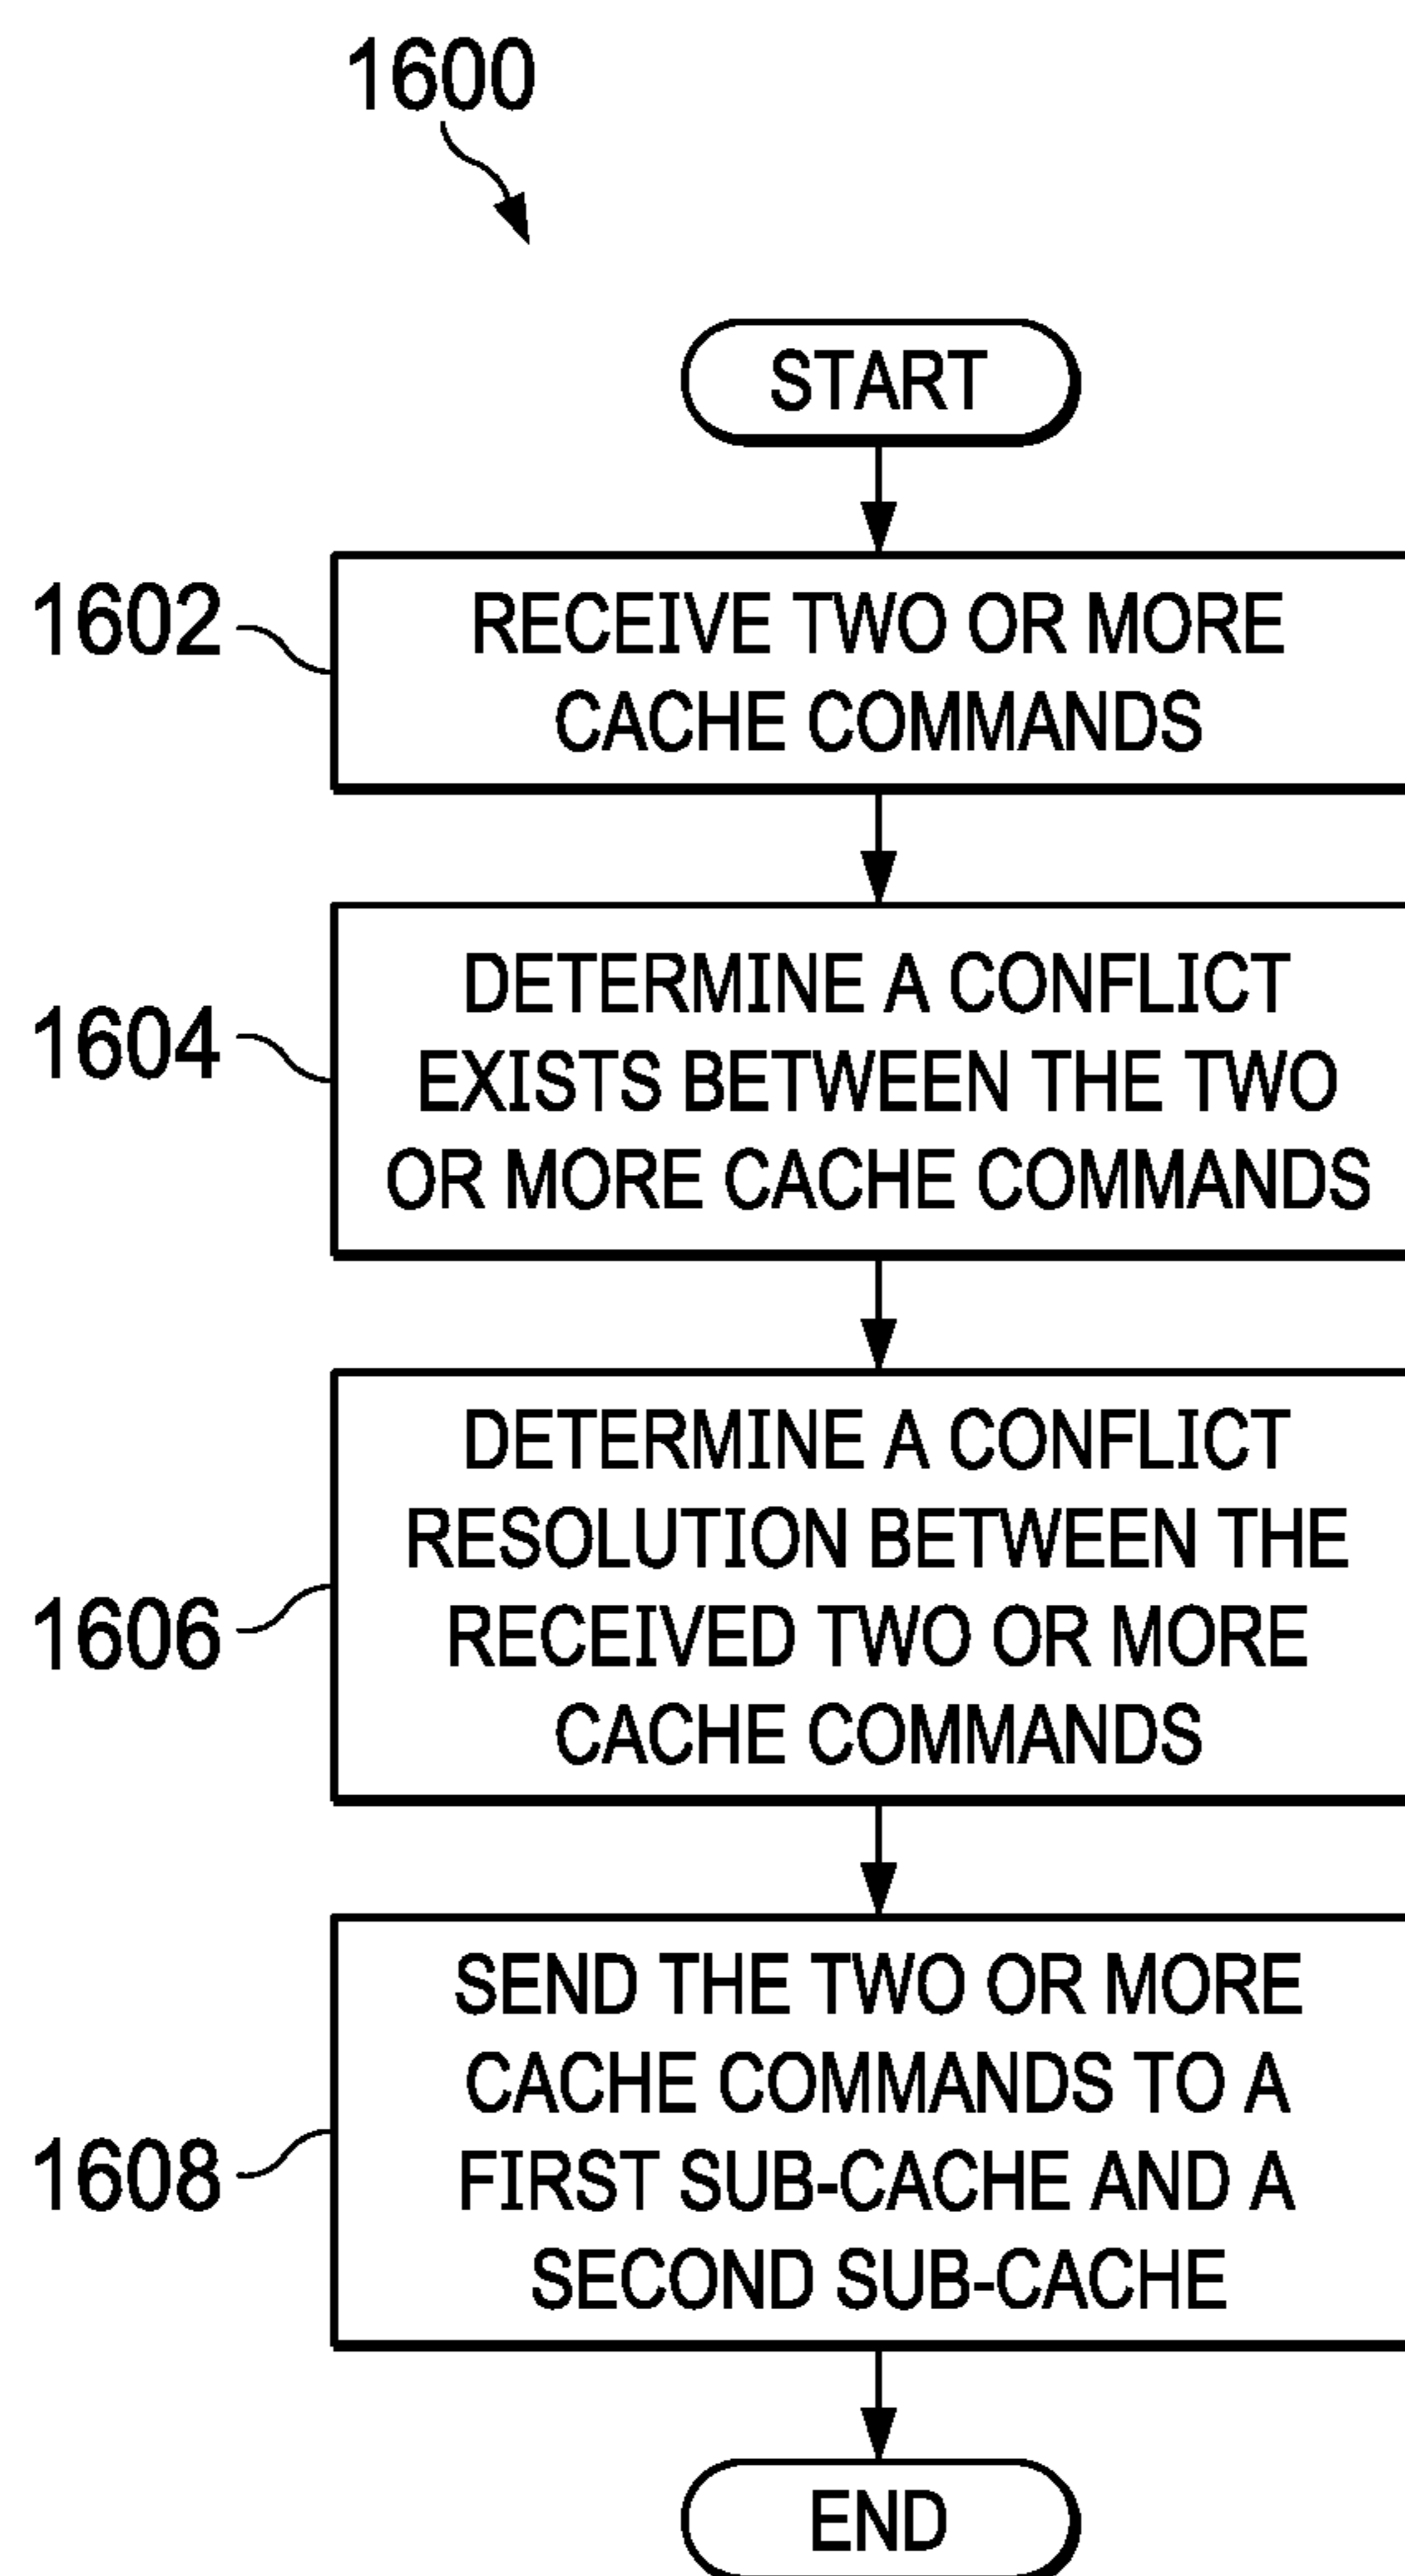 1600
START
1602
RECEIVE TWO OR MORE
CACHE COMMANDS
1604
DETERMINE A CONFLICT
EXISTS BETWEEN THE TWO
OR MORE CACHE COMMANDS
1606
DETERMINE A CONFLICT
RESOLUTION BETWEEN THE
RECEIVED TWO OR MORE
CACHE COMMANDS
1608
SEND THE TWO OR MORE
CACHE COMMANDS TO A
FIRST SUB-CACHE AND A
SECOND SUB-CACHE
END